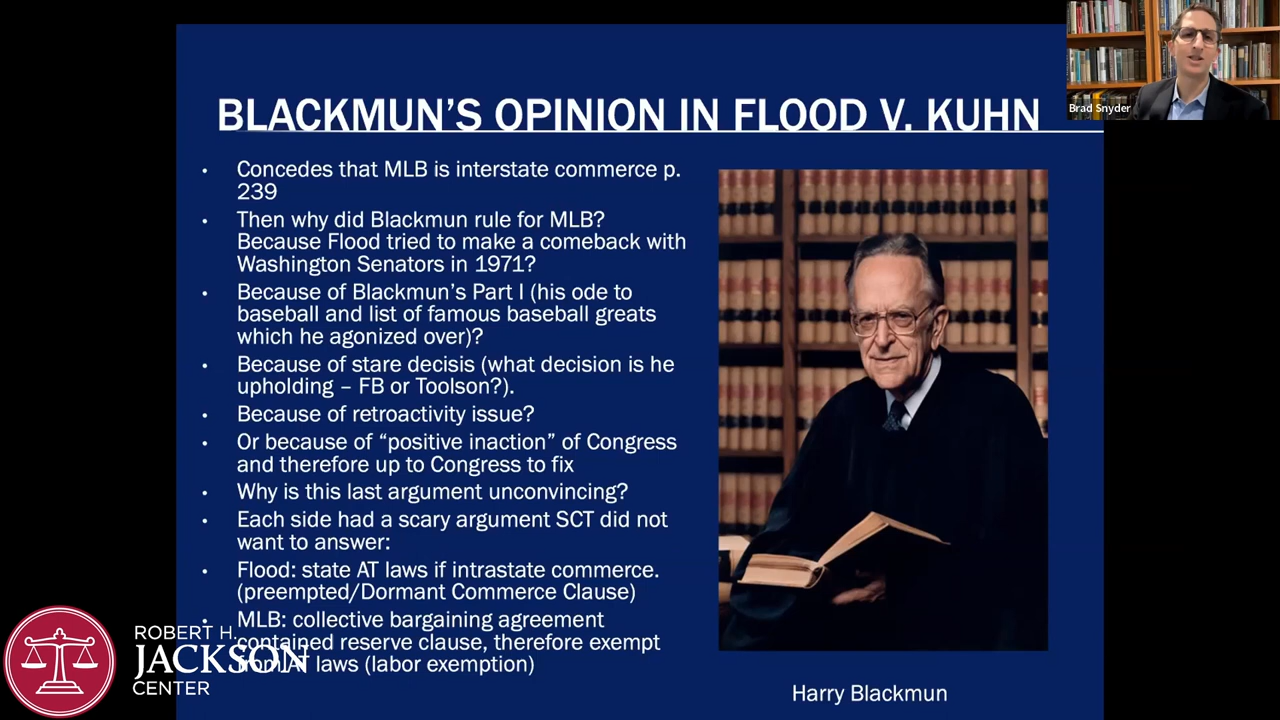 BLACKMUN'S OPINION IN FLOOD V. KUHN
Brad Snyder
• Concedes that MLB is interstate commerce p.
239
• Then why did Blackmun rule for MLB?
Because Flood tried to make a comeback with
Washington Senators in 1971?
• Because of Blackmun's Part I (his ode to
baseball and list of famous baseball greats
which he agonized over)?
• Because of stare decisis (what decision is he
upholding – FB or Toolson?).
• Because of retroactivity issue?
• Or because of “positive inaction” of Congress
and therefore up to Congress to fix
• Why is this last argument unconvincing?
• Each side had a scary argument SCT did not
want to answer:
• Flood: state AT laws if intrastate commerce.
(preempted/Dormant Commerce Clause)
• MLB: collective bargaining agreement
contained reserve clause, therefore exempt
from AT laws (labor exemption)
Harry Blackmun
ROBERT H.
JACKSON
CENTER